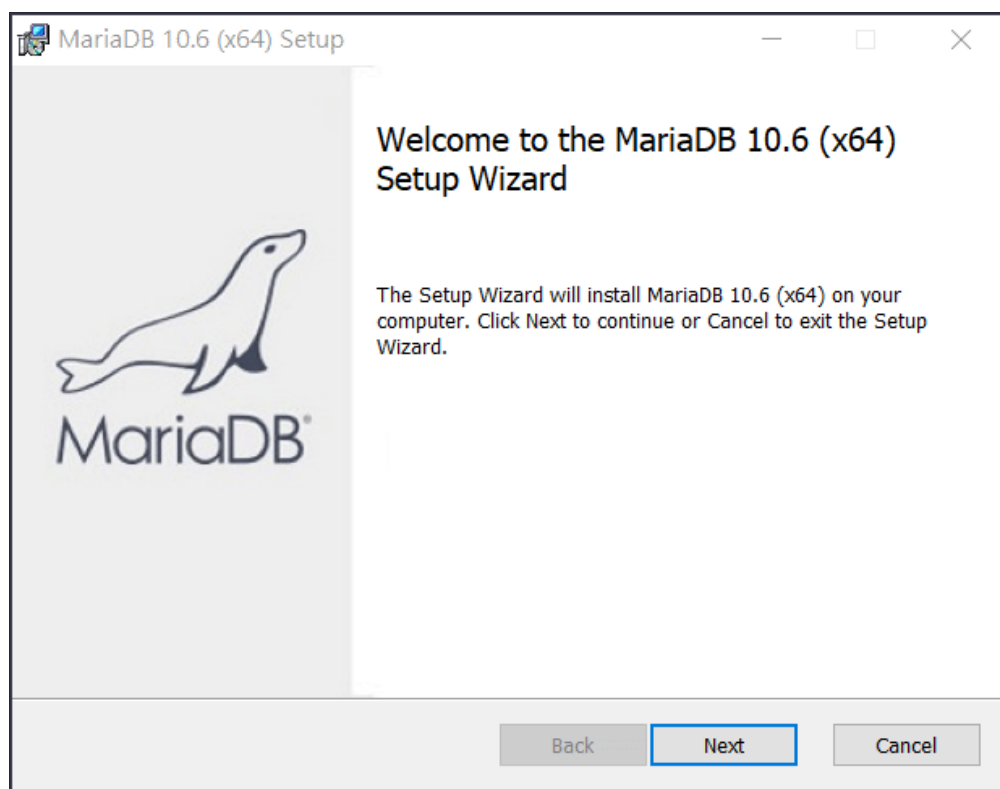 MariaDB 10.6 (x64) Setup
Welcome to the MariaDB 10.6 (x64)
Setup Wizard
The Setup Wizard will install MariaDB 10.6 (x64) on your
computer. Click Next to continue or Cancel to exit the Setup
Wizard.
MariaDB
Back
Next
Cancel